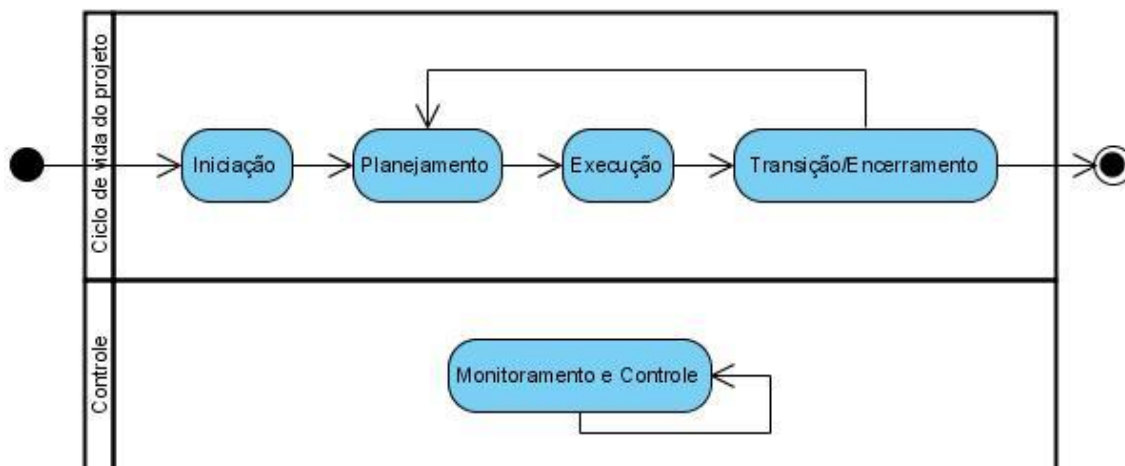 Ciclo de vida do projeto
Iniciação
Planejamento
Execução
Transição/Encerramento
Controle
Monitoramento e Controle